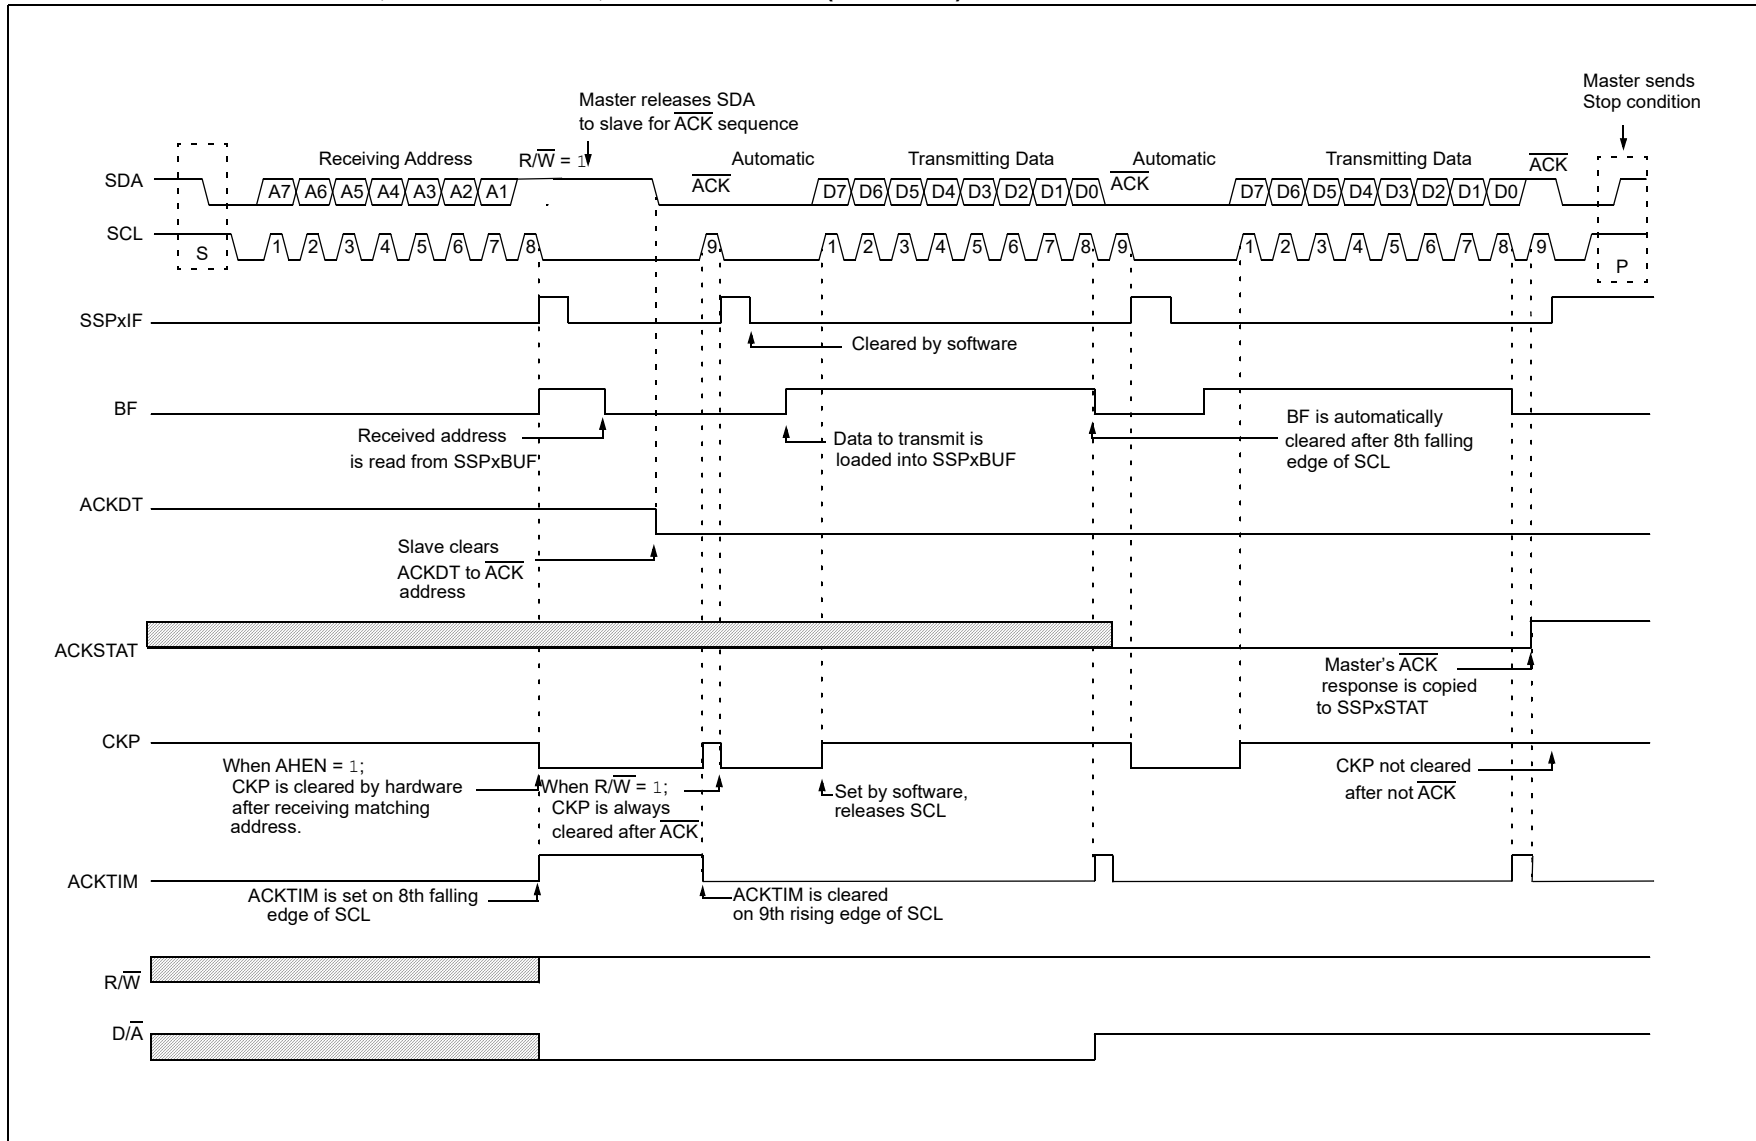 Master sends
Stop condition
Master releases SDA
to slave for A̅C̅K̅ sequence
Receiving Address
R/W̅ = 1
Automatic
Transmitting Data
Automatic
Transmitting Data
A̅C̅K̅
SDA
A7 A6 A5 A4 A3 A2 A1
A̅C̅K̅
D7 D6 D5 D4 D3 D2 D1 D0
A̅C̅K̅
D7 D6 D5 D4 D3 D2 D1 D0
SCL
S
1 2 3 4 5 6 7 8 9
1 2 3 4 5 6 7 8 9
1 2 3 4 5 6 7 8 9
P
SSPxIF
Cleared by software
BF
Received address
is read from SSPxBUF
Data to transmit is
loaded into SSPxBUF
BF is automatically
cleared after 8th falling
edge of SCL
ACKDT
Slave clears
ACKDT to A̅C̅K̅
address
ACKSTAT
Master's A̅C̅K̅
response is copied
to SSPxSTAT
CKP
When AHEN = 1;
CKP is cleared by hardware
after receiving matching
address.
When R/W̅ = 1;
CKP is always
cleared after A̅C̅K̅
Set by software,
releases SCL
CKP not cleared
after not A̅C̅K̅
ACKTIM
ACKTIM is set on 8th falling
edge of SCL
ACKTIM is cleared
on 9th rising edge of SCL
R/W̅
D/A̅